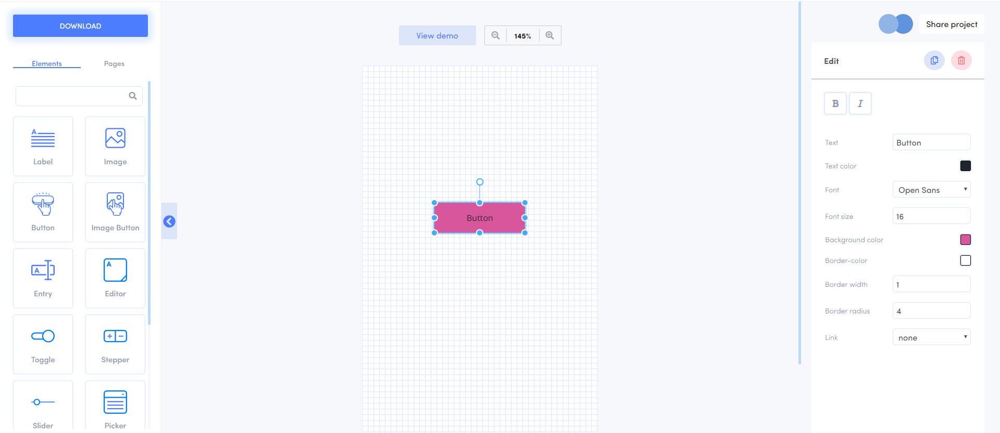 DOWNLOAD
Elements
Pages
A
Label
Image
Button
Image Button
A
Entry
A
Editor
Toggle
Stepper
Slider
Picker
View demo
145%
Button
Share project
Edit
B
I
Text
Button
Text color
Font
Open Sans
Font size
16
Background color
Border-color
Border width
1
Border radius
4
Link
none